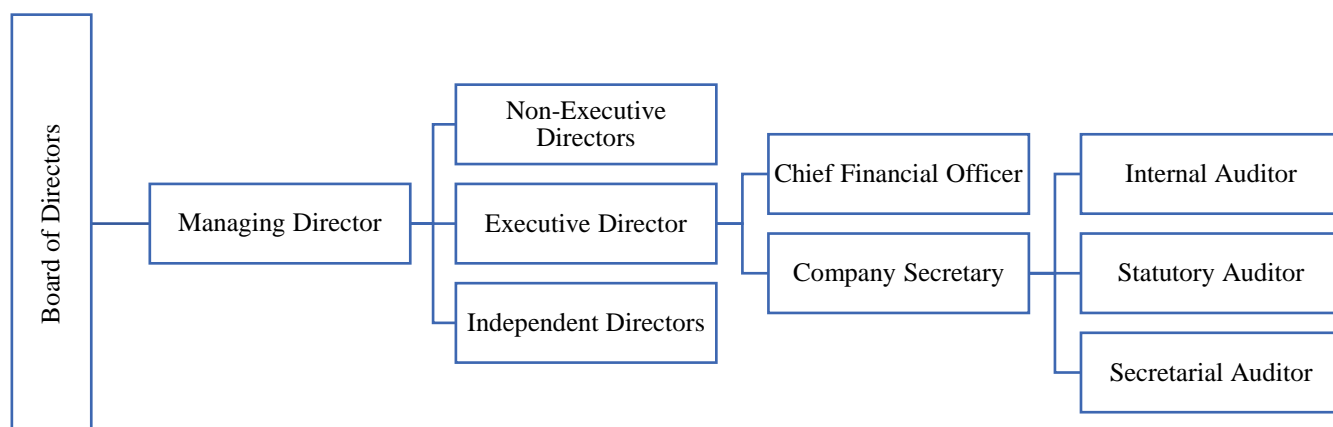 Board of Directors
Managing Director
Non-Executive
Directors
Executive Director
Independent Directors
Chief Financial Officer
Company Secretary
Internal Auditor
Statutory Auditor
Secretarial Auditor